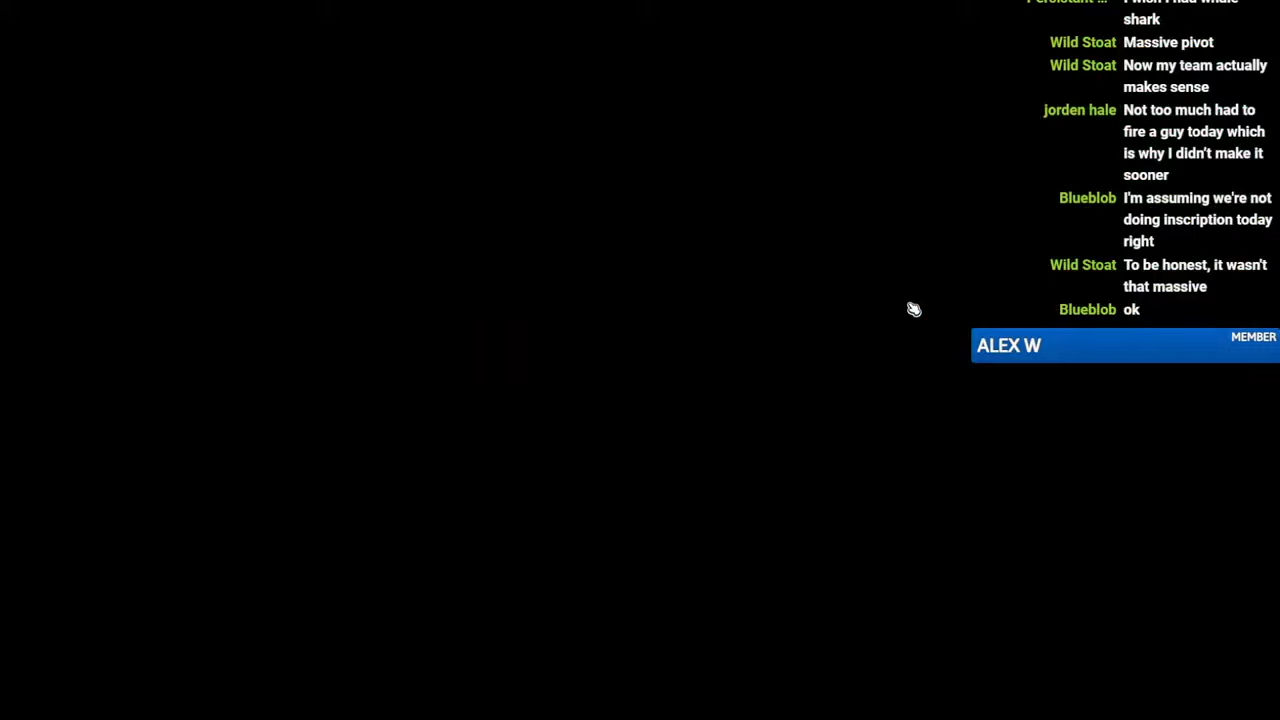 shark
Wild Stoat Massive pivot
Wild Stoat Now my team actually
makes sense
jorden hale Not too much had to
fire a guy today which
is why I didn't make it
sooner
Blueblob I'm assuming we're not
doing inscription today
right
Wild Stoat To be honest, it wasn't
that massive
Blueblob ok
ALEX W MEMBER